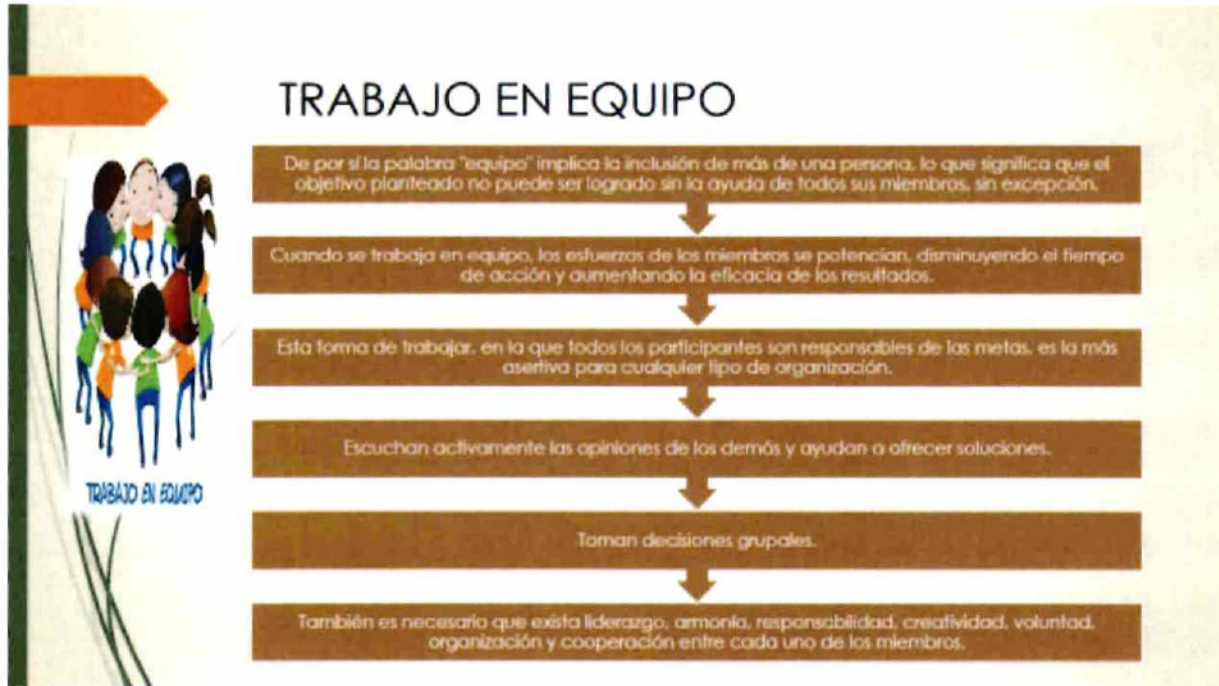 TRABAJO EN EQUIPO
De por sí la palabra "equipo" implica la inclusión de más de una persona, lo que significa que el
objetivo planteado no puede ser logrado sin la ayuda de todos sus miembros, sin excepción.
Cuando se trabaja en equipo, los esfuerzos de los miembros se potencian, disminuyendo el tiempo
de acción y aumentando la eficacia de los resultados.
Esta forma de trabajar, en la que todos los participantes son responsables de las metas, es la más
asertiva para cualquier tipo de organización.
Escuchan activamente las opiniones de los demás y ayudan a ofrecer soluciones.
TRABAJO EN EQUIPO
Toman decisiones grupales.
También es necesario que exista liderazgo, armonía, responsabilidad, creatividad, voluntad,
organización y cooperación entre cada uno de los miembros.